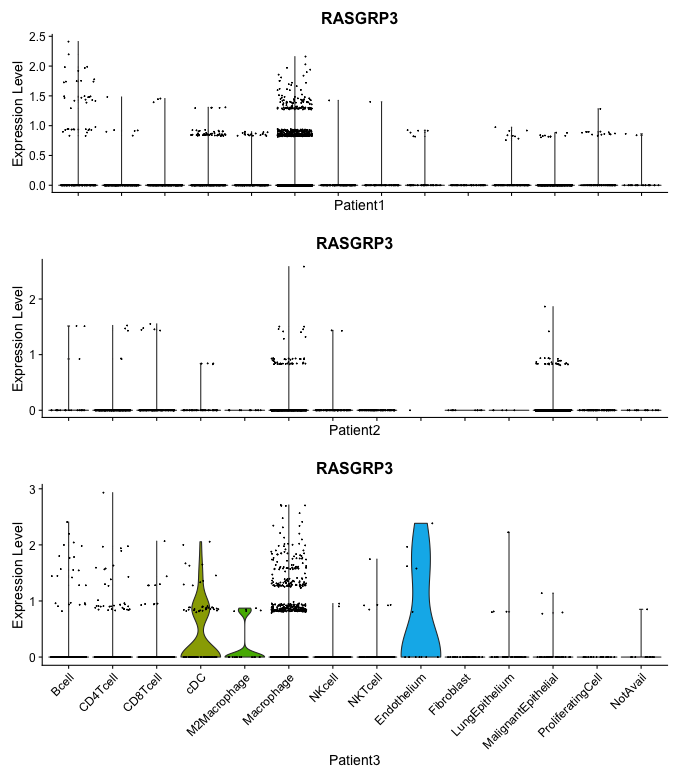 RASGRP3
Expression Level
2.5
2.0
1.5
1.0
0.5
0.0
Patient1
RASGRP3
Expression Level
2
1
0
Patient2
RASGRP3
Expression Level
3
2
1
0
Bcell
CD4Tcell
CD8Tcell
cDC
M2Macrophage
Macrophage
NKcell
NKTcell
Endothelium
Fibroblast
LungEpithelium
MalignantEpithelial
ProliferatingCell
NotAvail
Patient3